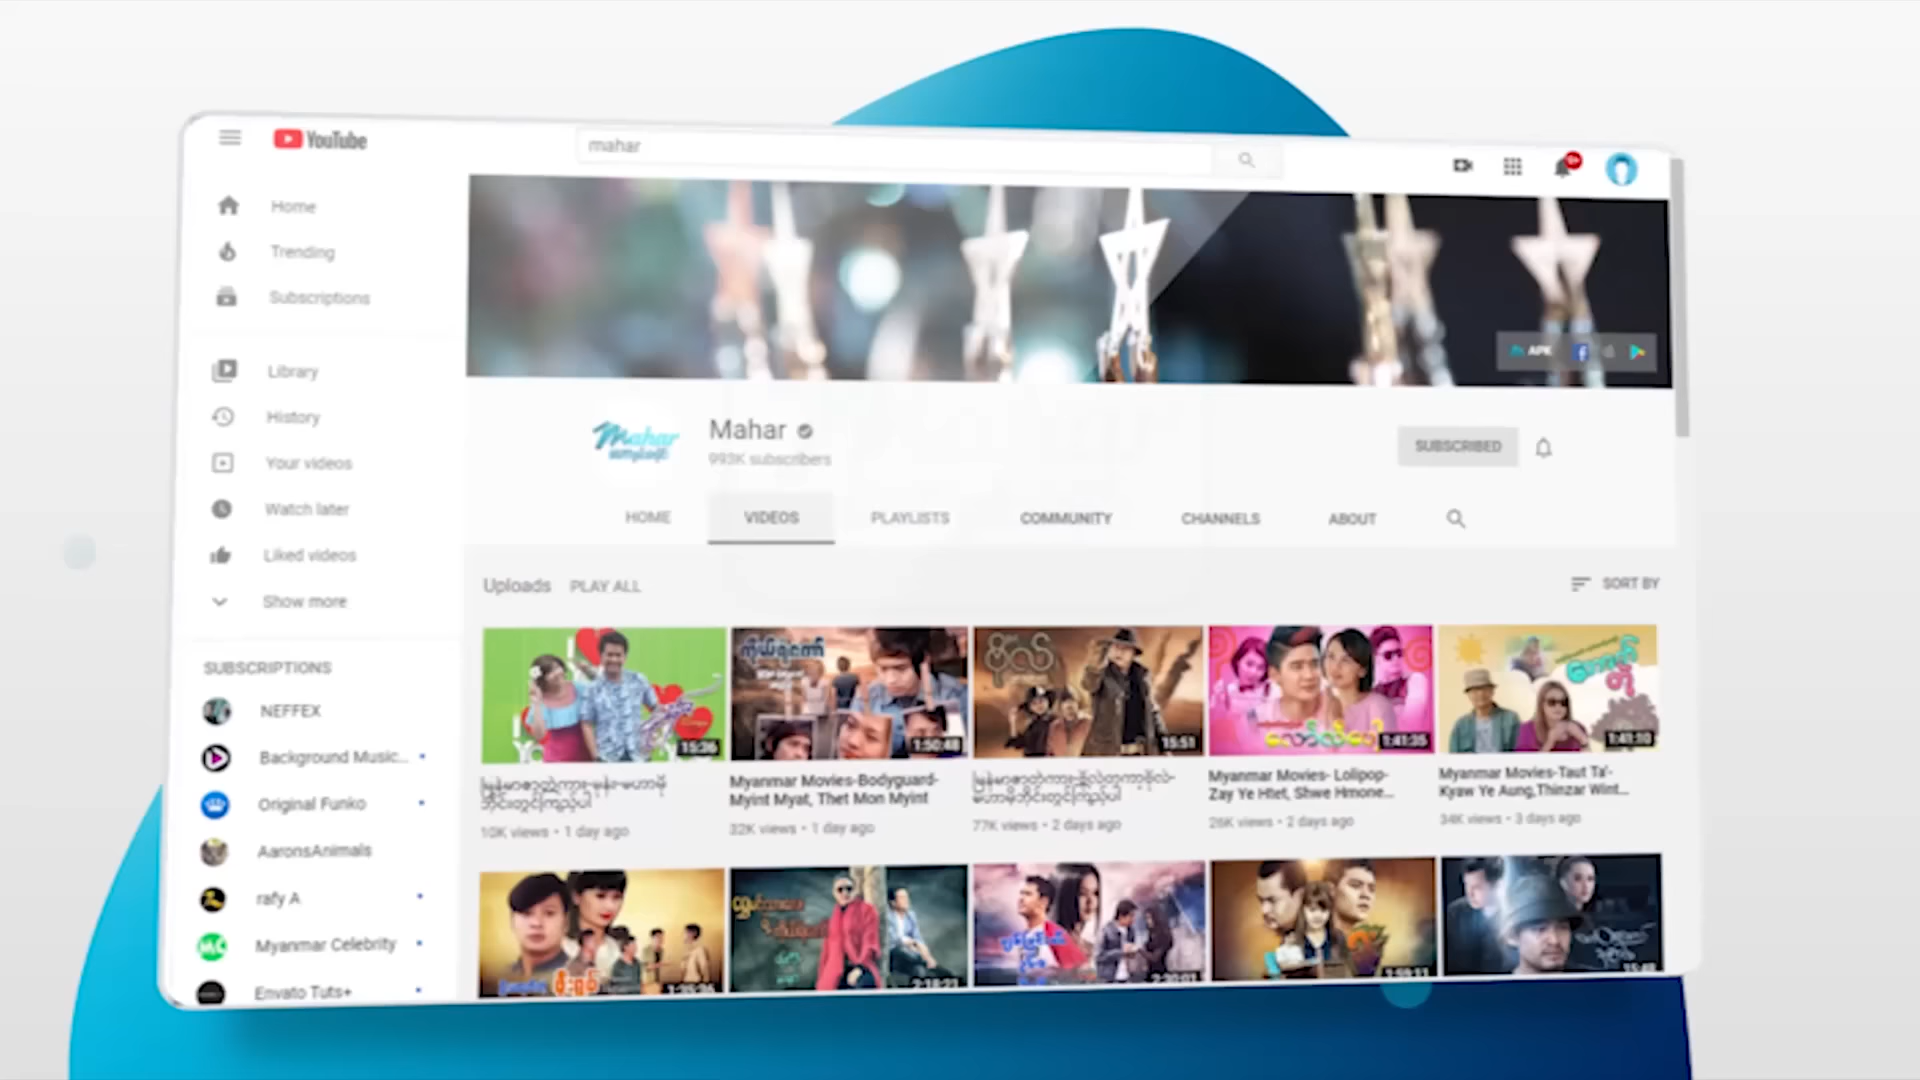 YouTube
mahar
9+
Home
Trending
Subscriptions
Library
History
Your videos
Watch later
Liked videos
Show more
SUBSCRIPTIONS
NEFFEX
Background Music...
Original Funko
AaronsAnimals
rafy A
Myanmar Celebrity
Envato Tuts+
APK
Mahar
Mahar
993K subscribers
SUBSCRIBED
HOME
VIDEOS
PLAYLISTS
COMMUNITY
CHANNELS
ABOUT
Uploads PLAY ALL
SORT BY
15:36
1:50:48
15:51
1:41:35
1:41:10
Myanmar Movies-Bodyguard-
Myint Myat, Thet Mon Myint
Myanmar Movies- Lolipop-
Zay Ye Htet, Shwe Hmone...
Myanmar Movies-Taut Ta'-
Kyaw Ye Aung,Thinzar Wint...
10K views • 1 day ago
32K views • 1 day ago
77K views • 2 days ago
26K views • 2 days ago
34K views • 3 days ago